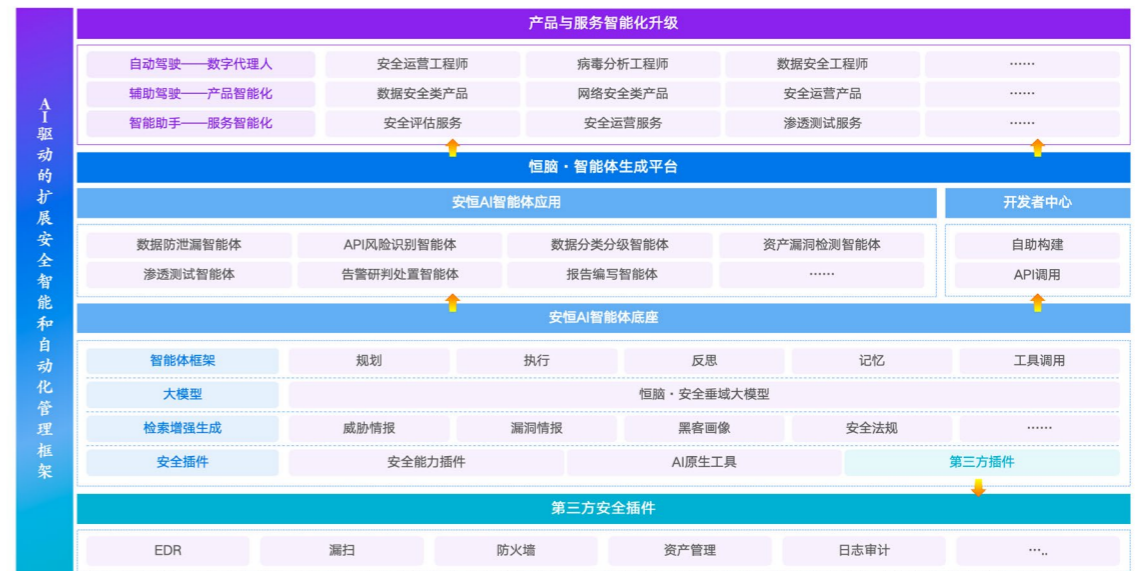 AI驱动的扩展安全智能和自动化管理框架
产品与服务智能化升级
自动驾驶——数字代理人 安全运营工程师 病毒分析工程师 数据安全工程师 ……
辅助驾驶——产品智能化 数据安全类产品 网络安全类产品 安全运营产品 ……
智能助手——服务智能化 安全评估服务 安全运营服务 渗透测试服务 ……
恒脑·智能体生成平台
安恒AI智能体应用 开发者中心
数据防泄漏智能体 API风险识别智能体 数据分类分级智能体 资产漏洞检测智能体 自助构建
渗透测试智能体 告警研判处置智能体 报告编写智能体 …… API调用
安恒AI智能体底座
智能体框架 规划 执行 反思 记忆 工具调用
大模型 恒脑·安全垂域大模型
检索增强生成 威胁情报 漏洞情报 黑客画像 安全法规 ……
安全插件 安全能力插件 AI原生工具 第三方插件
第三方安全插件
EDR 漏扫 防火墙 资产管理 日志审计 …..